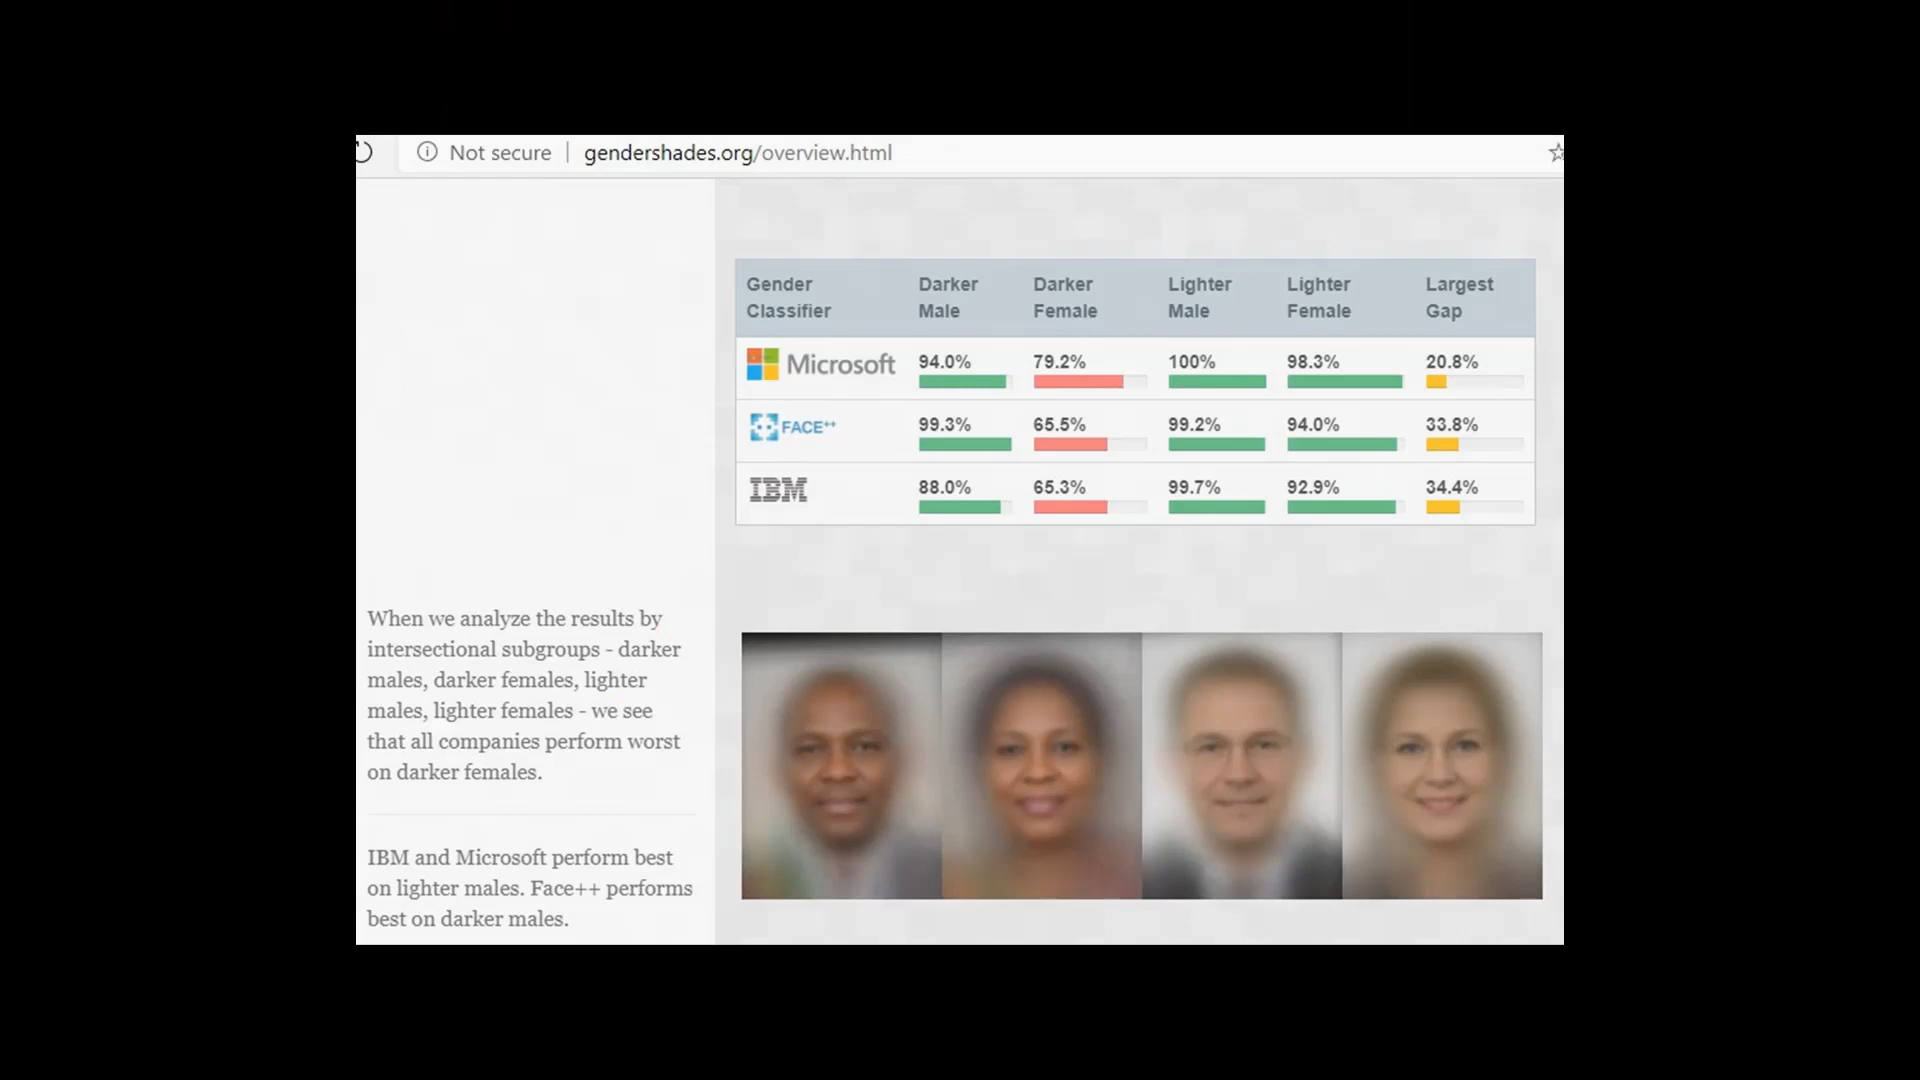 Not secure | gendershades.org/overview.html
Gender Classifier Darker Male Darker Female Lighter Male Lighter Female Largest Gap
Microsoft 94.0% 79.2% 100% 98.3% 20.8%
FACE++ 99.3% 65.5% 99.2% 94.0% 33.8%
IBM 88.0% 65.3% 99.7% 92.9% 34.4%
When we analyze the results by
intersectional subgroups - darker
males, darker females, lighter
males, lighter females - we see
that all companies perform worst
on darker females.
IBM and Microsoft perform best
on lighter males. Face++ performs
best on darker males.